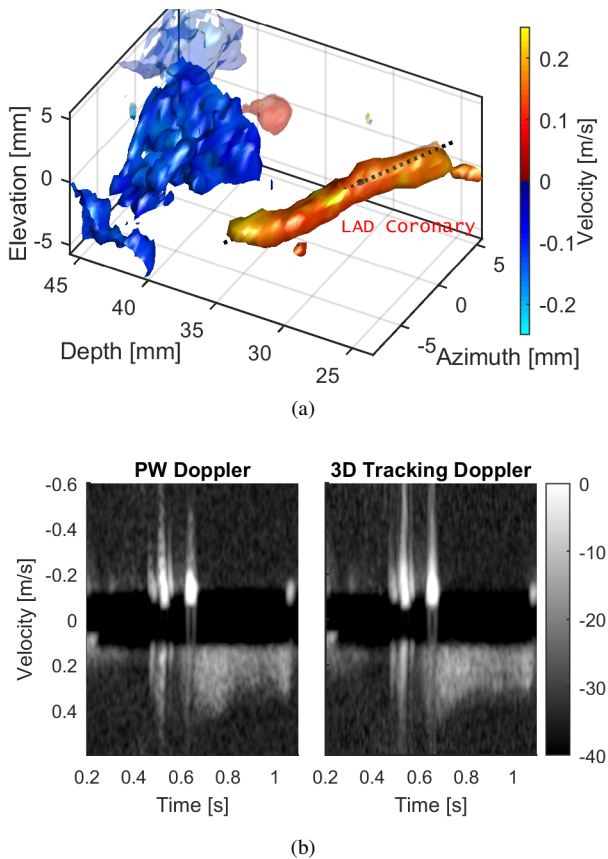 5
0
-5
Elevation [mm]
45
40
35
30
25
Depth [mm]
5
0
-5
Azimuth [mm]
LAD Coronary
0.2
0.1
0
-0.1
-0.2
Velocity [m/s]
(a)
PW Doppler
3D Tracking Doppler
-0.6
-0.4
-0.2
0
0.2
0.4
Velocity [m/s]
0.2 0.4 0.6 0.8 1
Time [s]
0.2 0.4 0.6 0.8 1
Time [s]
0
-10
-20
-30
-40
(b)